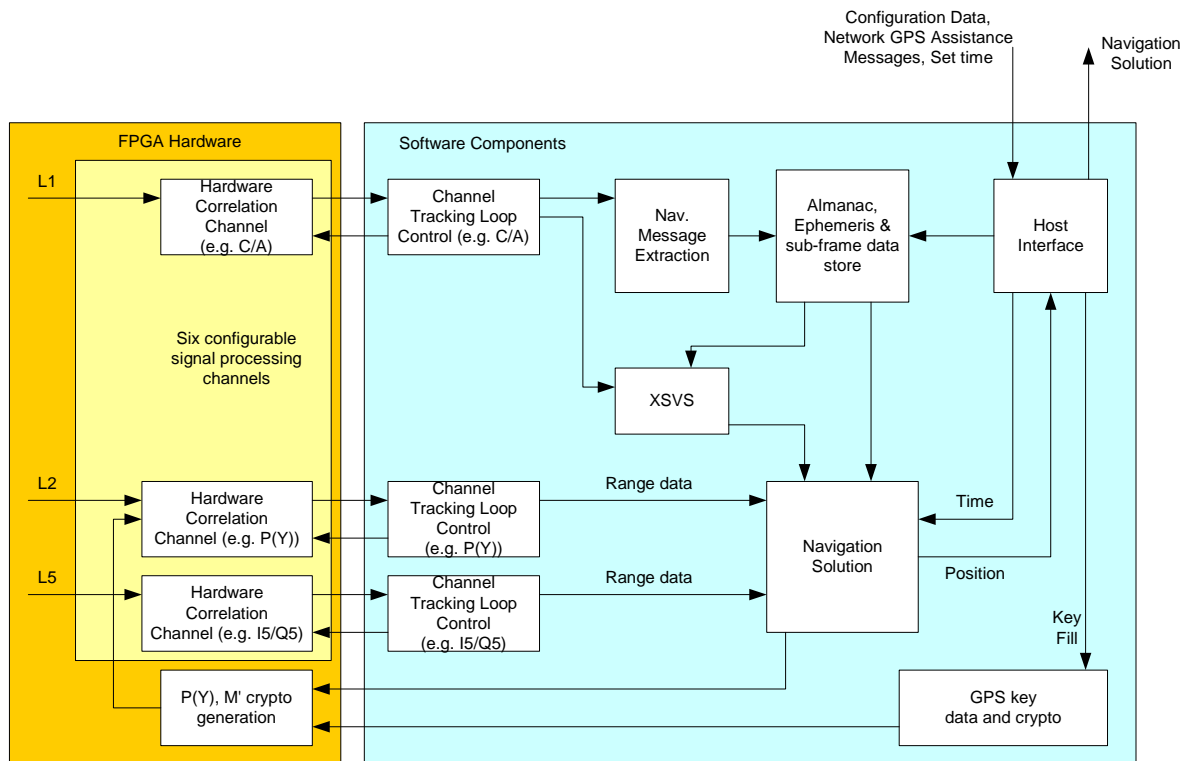 Configuration Data,
Network GPS Assistance
Messages, Set time
Navigation
Solution
FPGA Hardware
Software Components
L1
Hardware
Correlation
Channel
(e.g. C/A)
Channel
Tracking Loop
Control (e.g. C/A)
Nav.
Message
Extraction
Almanac,
Ephemeris &
sub-frame data
store
Host
Interface
Six configurable
signal processing
channels
XSVS
L2
Hardware
Correlation
Channel (e.g. P(Y))
Channel
Tracking Loop
Control
(e.g. P(Y))
Range data
Navigation
Solution
Time
Position
L5
Hardware
Correlation
Channel (e.g. I5/Q5)
Channel
Tracking Loop
Control
(e.g. I5/Q5)
Range data
Key
Fill
P(Y), M' crypto
generation
GPS key
data and crypto